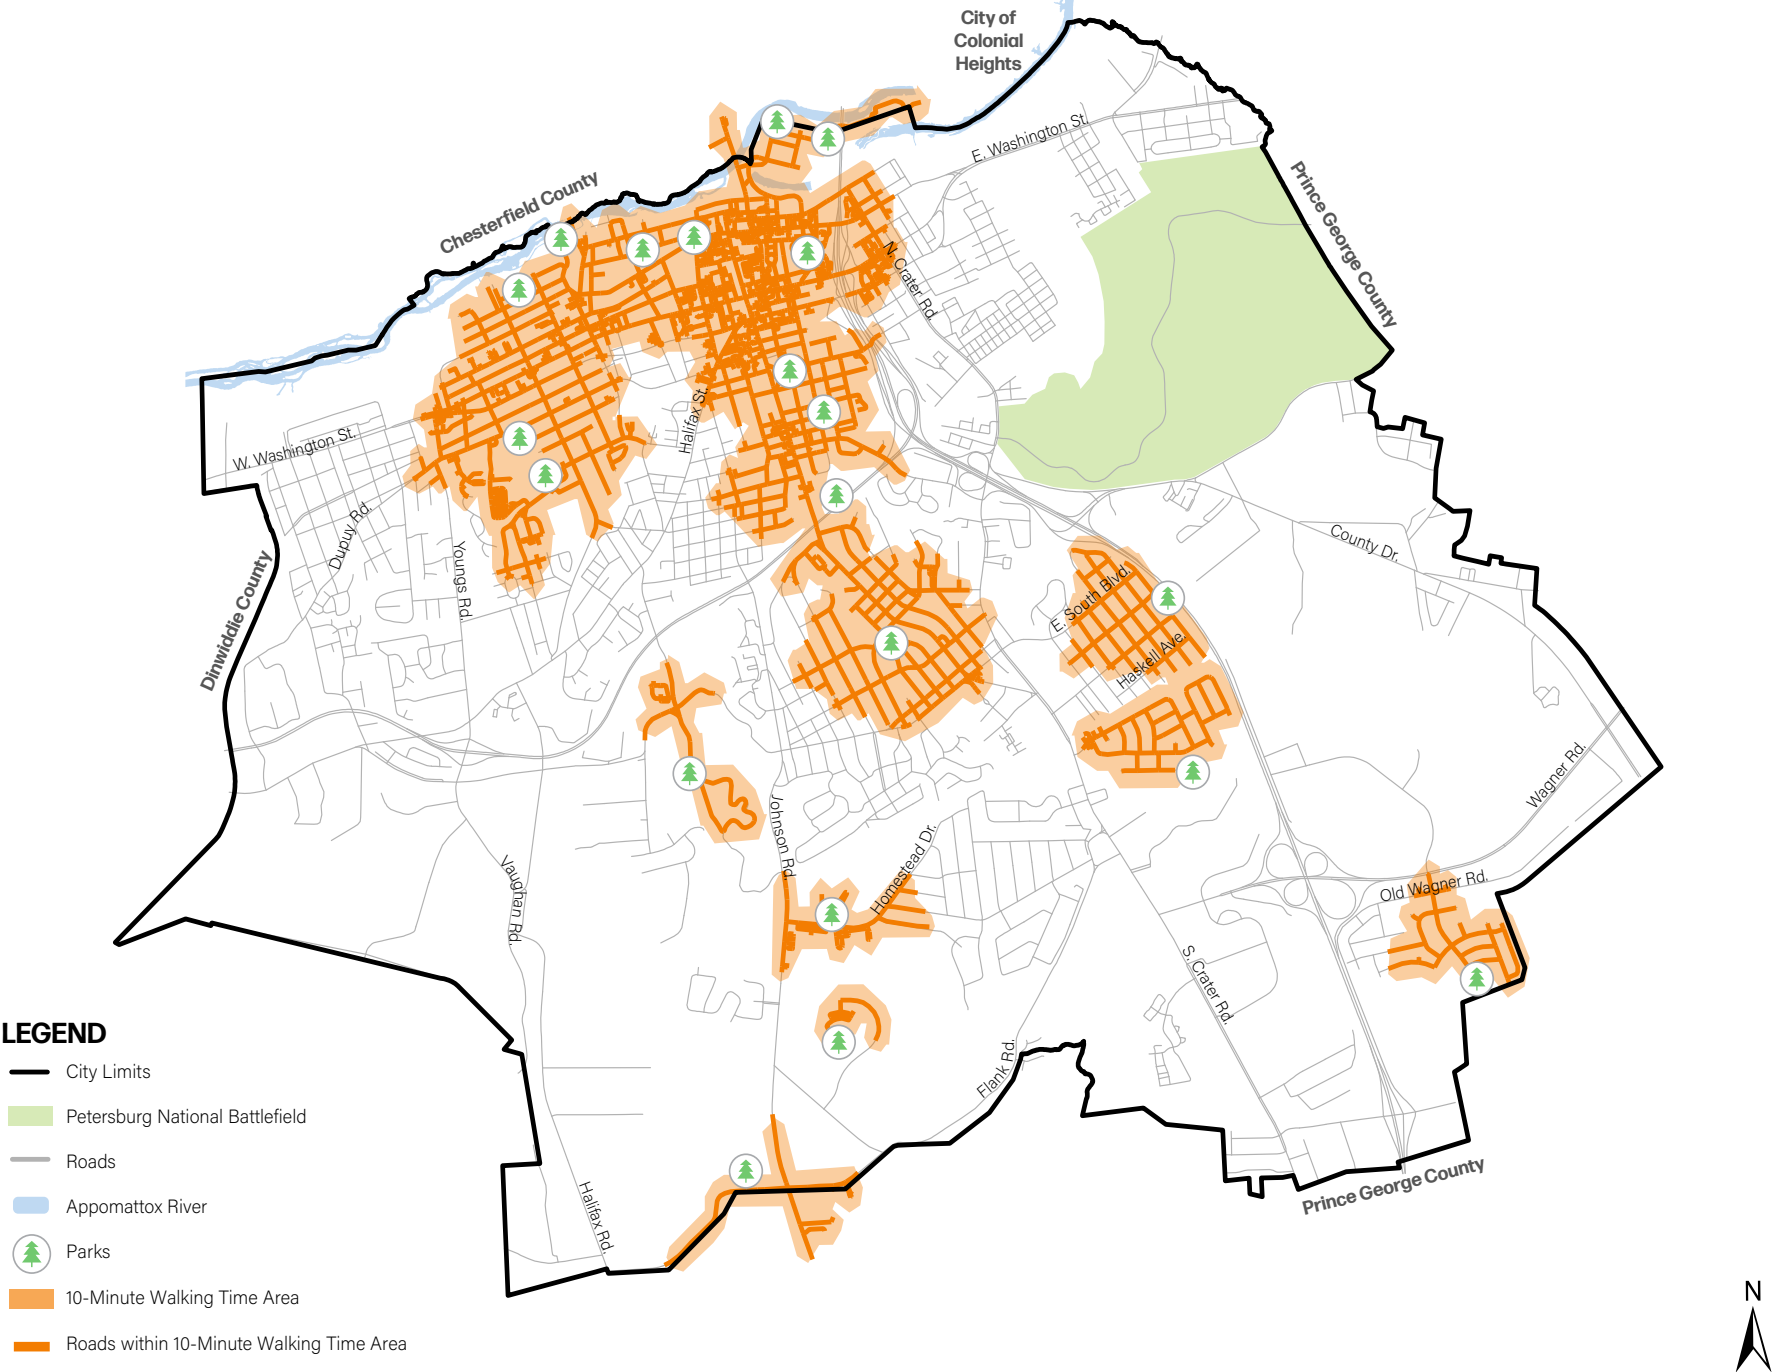 City of
Colonial
Heights
E. Washington St.
Prince George County
Chesterfield County
N. Crater Rd.
Halifax St.
W. Washington St.
Dupuy Rd.
Youngs Rd.
County Dr.
E. South Blvd.
Haskell Ave.
Dinwiddie County
Wagner Rd.
Johnson Rd.
Homestead Dr.
Vaughan Rd.
Old Wagner Rd.
S. Crater Rd.
Flank Rd.
Prince George County
Halifax Rd.
LEGEND
City Limits
Petersburg National Battlefield
Roads
Appomattox River
Parks
10-Minute Walking Time Area
Roads within 10-Minute Walking Time Area
N